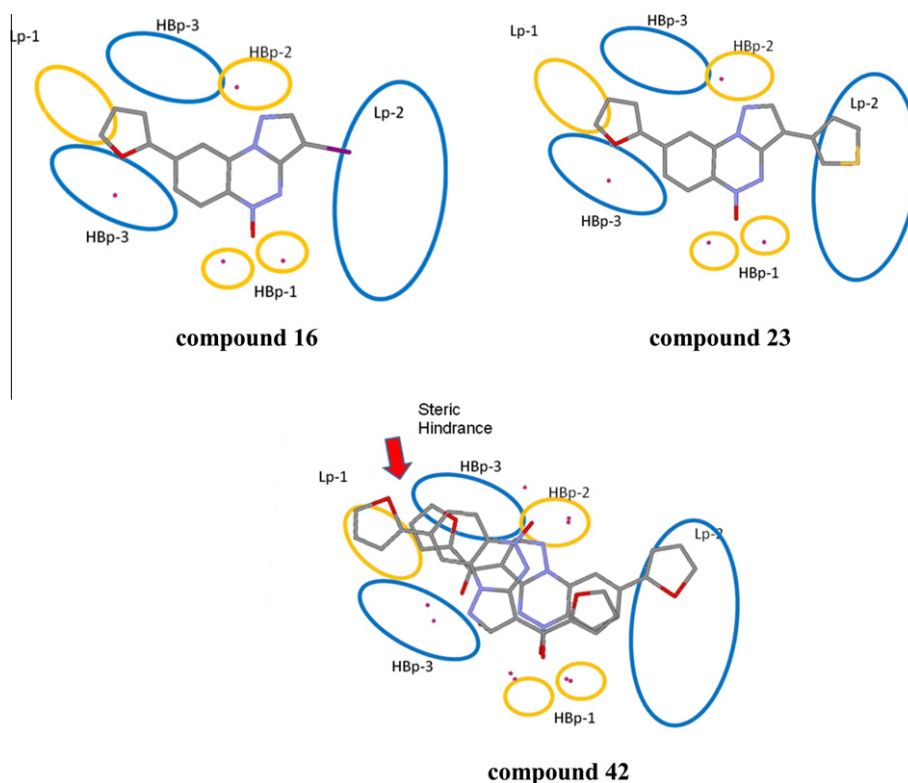 HBp-3
Lp-1
HBp-2
Lp-2
HBp-3
HBp-1
compound 16
HBp-3
Lp-1
HBp-2
Lp-2
HBp-3
HBp-1
compound 23
Steric
Hindrance
HBp-3
Lp-1
HBp-2
Lp-2
HBp-3
HBp-1
compound 42